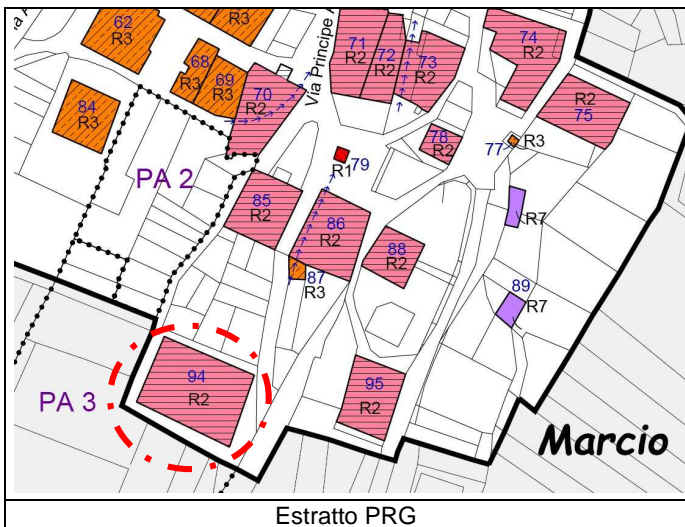 62
R3
68
R3
69
R3
70
R2
84
R3
Via Principe
71
R2
72
R2
73
R2
74
R2
R2
75
78
R2
77
R3
79
R1
PA 2
85
R2
86
R2
87
R3
88
R2
R7
89
R7
94
R2
95
R2
PA 3
Marcio
Estratto PRG